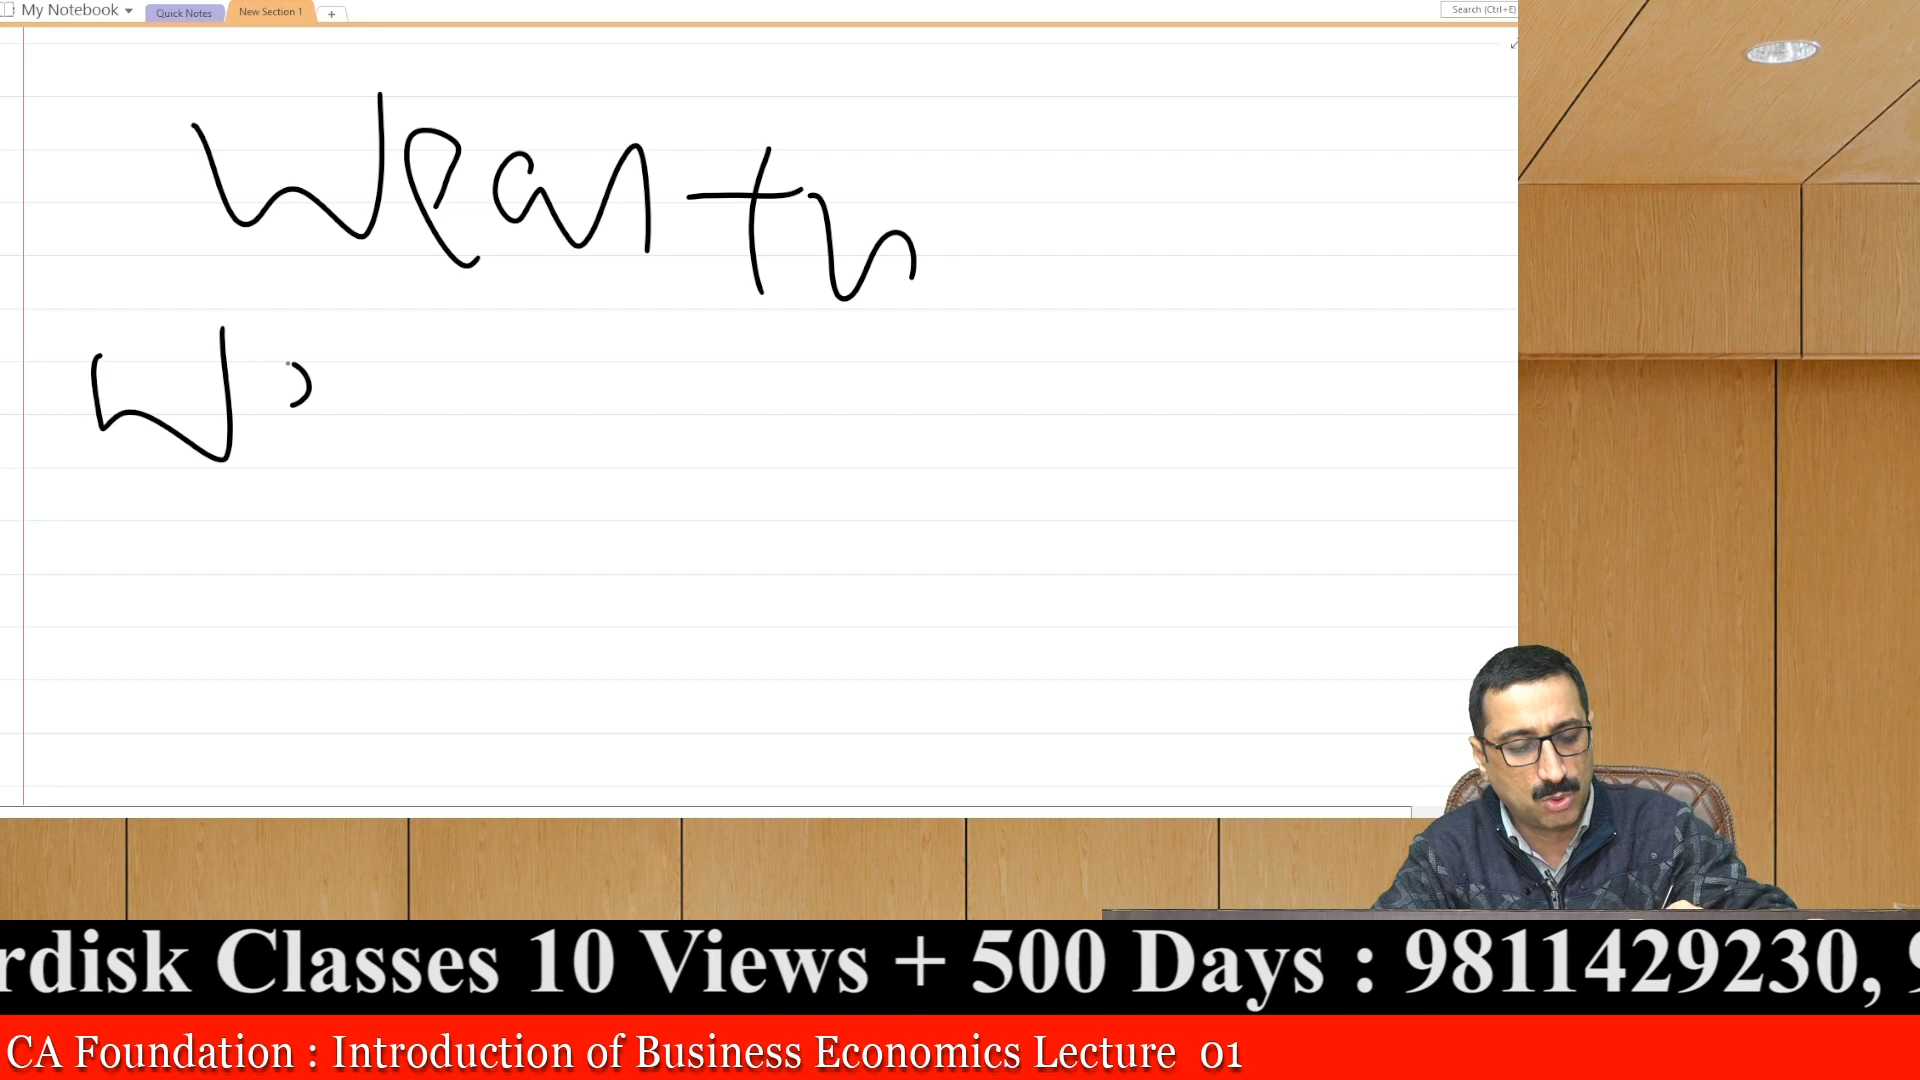 My Notebook
Quick Notes
New Section 1
+
Search (Ctrl+E)
Wealth
W
rdisk Classes 10 Views + 500 Days : 9811429230, 9
CA Foundation : Introduction of Business Economics Lecture 01